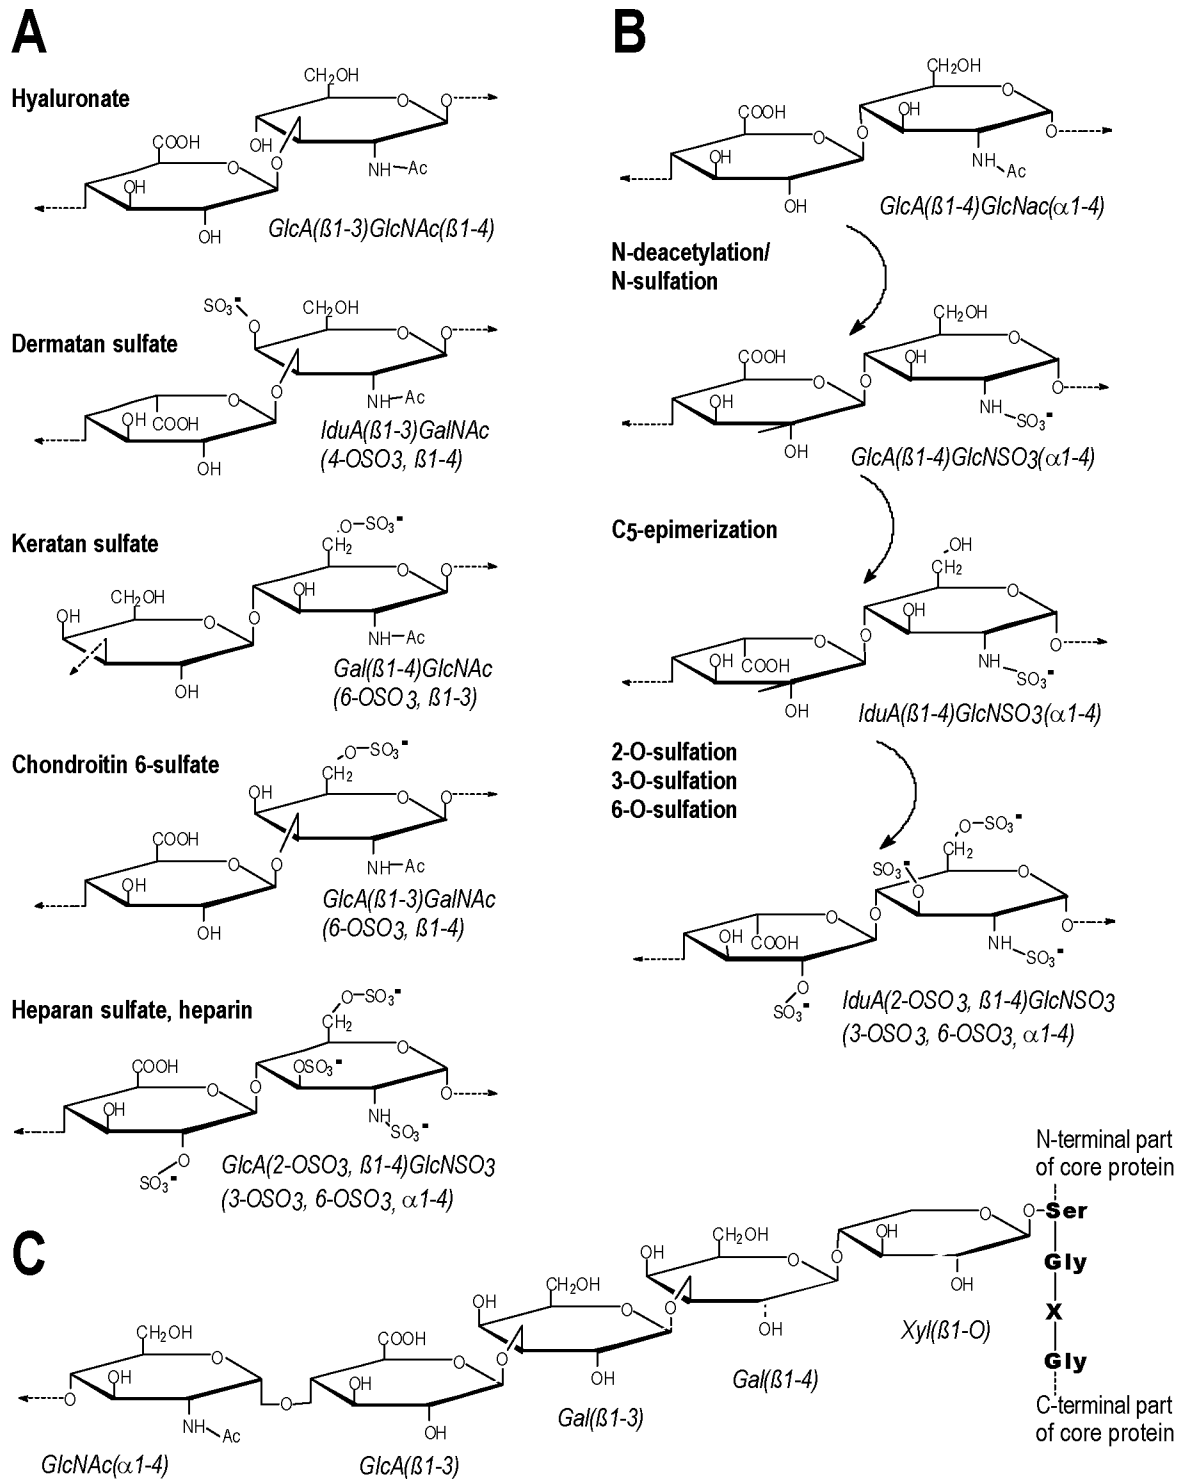 A
Hyaluronate
CH2OH
O
O
OH
O
NH
Ac
COOH
O
OH
OH
GlcA(ß1-3)GlcNAc(ß1-4)
Dermatan sulfate
SO3-
O
CH2OH
O
O
O
NH
Ac
O
OH
COOH
OH
IduA(ß1-3)GalNAc
(4-OSO3, ß1-4)
Keratan sulfate
O
SO3-
CH2
O
O
OH
NH
Ac
OH
CH2OH
O
O
OH
Gal(ß1-4)GlcNAc
(6-OSO3, ß1-3)
Chondroitin 6-sulfate
O
SO3-
CH2
OH
O
O
O
NH
Ac
COOH
O
OH
OH
GlcA(ß1-3)GalNAc
(6-OSO3, ß1-4)
Heparan sulfate, heparin
O
SO3-
CH2
O
O
OSO3-
NH
SO3-
COOH
O
O
OH
O
SO3-
GlcA(2-OSO3, ß1-4)GlcNSO3
(3-OSO3, 6-OSO3, α1-4)
B
CH2OH
O
OH
O
NH
Ac
COOH
O
O
OH
OH
GlcA(ß1-4)GlcNac(α1-4)
N-deacetylation/
N-sulfation
CH2OH
O
OH
O
NH
SO3-
COOH
O
O
OH
OH
GlcA(ß1-4)GlcNSO3(α1-4)
C5-epimerization
OH
CH2
O
OH
O
NH
SO3-
O
O
OH
COOH
OH
IduA(ß1-4)GlcNSO3(α1-4)
2-O-sulfation
3-O-sulfation
6-O-sulfation
O
SO3-
CH2
SO3-
O
O
O
NH
SO3-
O
O
OH
COOH
O
SO3-
IduA(2-OSO3, ß1-4)GlcNSO3
(3-OSO3, 6-OSO3, α1-4)
C
CH2OH
O
OH
O
NH
Ac
GlcNAc(α1-4)
O
COOH
O
OH
OH
GlcA(ß1-3)
O
OH
CH2OH
O
OH
Gal(ß1-3)
O
OH
CH2OH
O
OH
Gal(ß1-4)
O
O
OH
OH
Xyl(ß1-O)
N-terminal part
of core protein
O
Ser
Gly
X
Gly
C-terminal part
of core protein